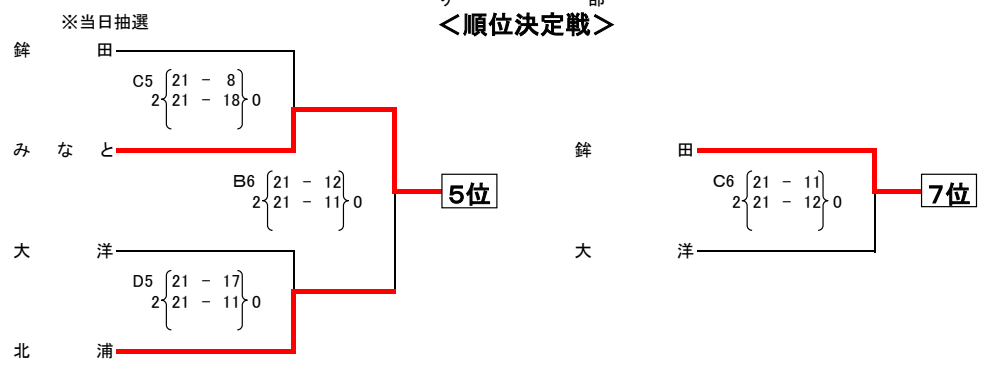 ※当日抽選
＜順位決定戦＞
鉾 田
C5 21 - 8
2 21 - 18 0
み な と
B6 21 - 12
2 21 - 11 0
5位
大 洋
D5 21 - 17
2 21 - 11 0
北 浦
鉾 田
C6 21 - 11
2 21 - 12 0
7位
大 洋